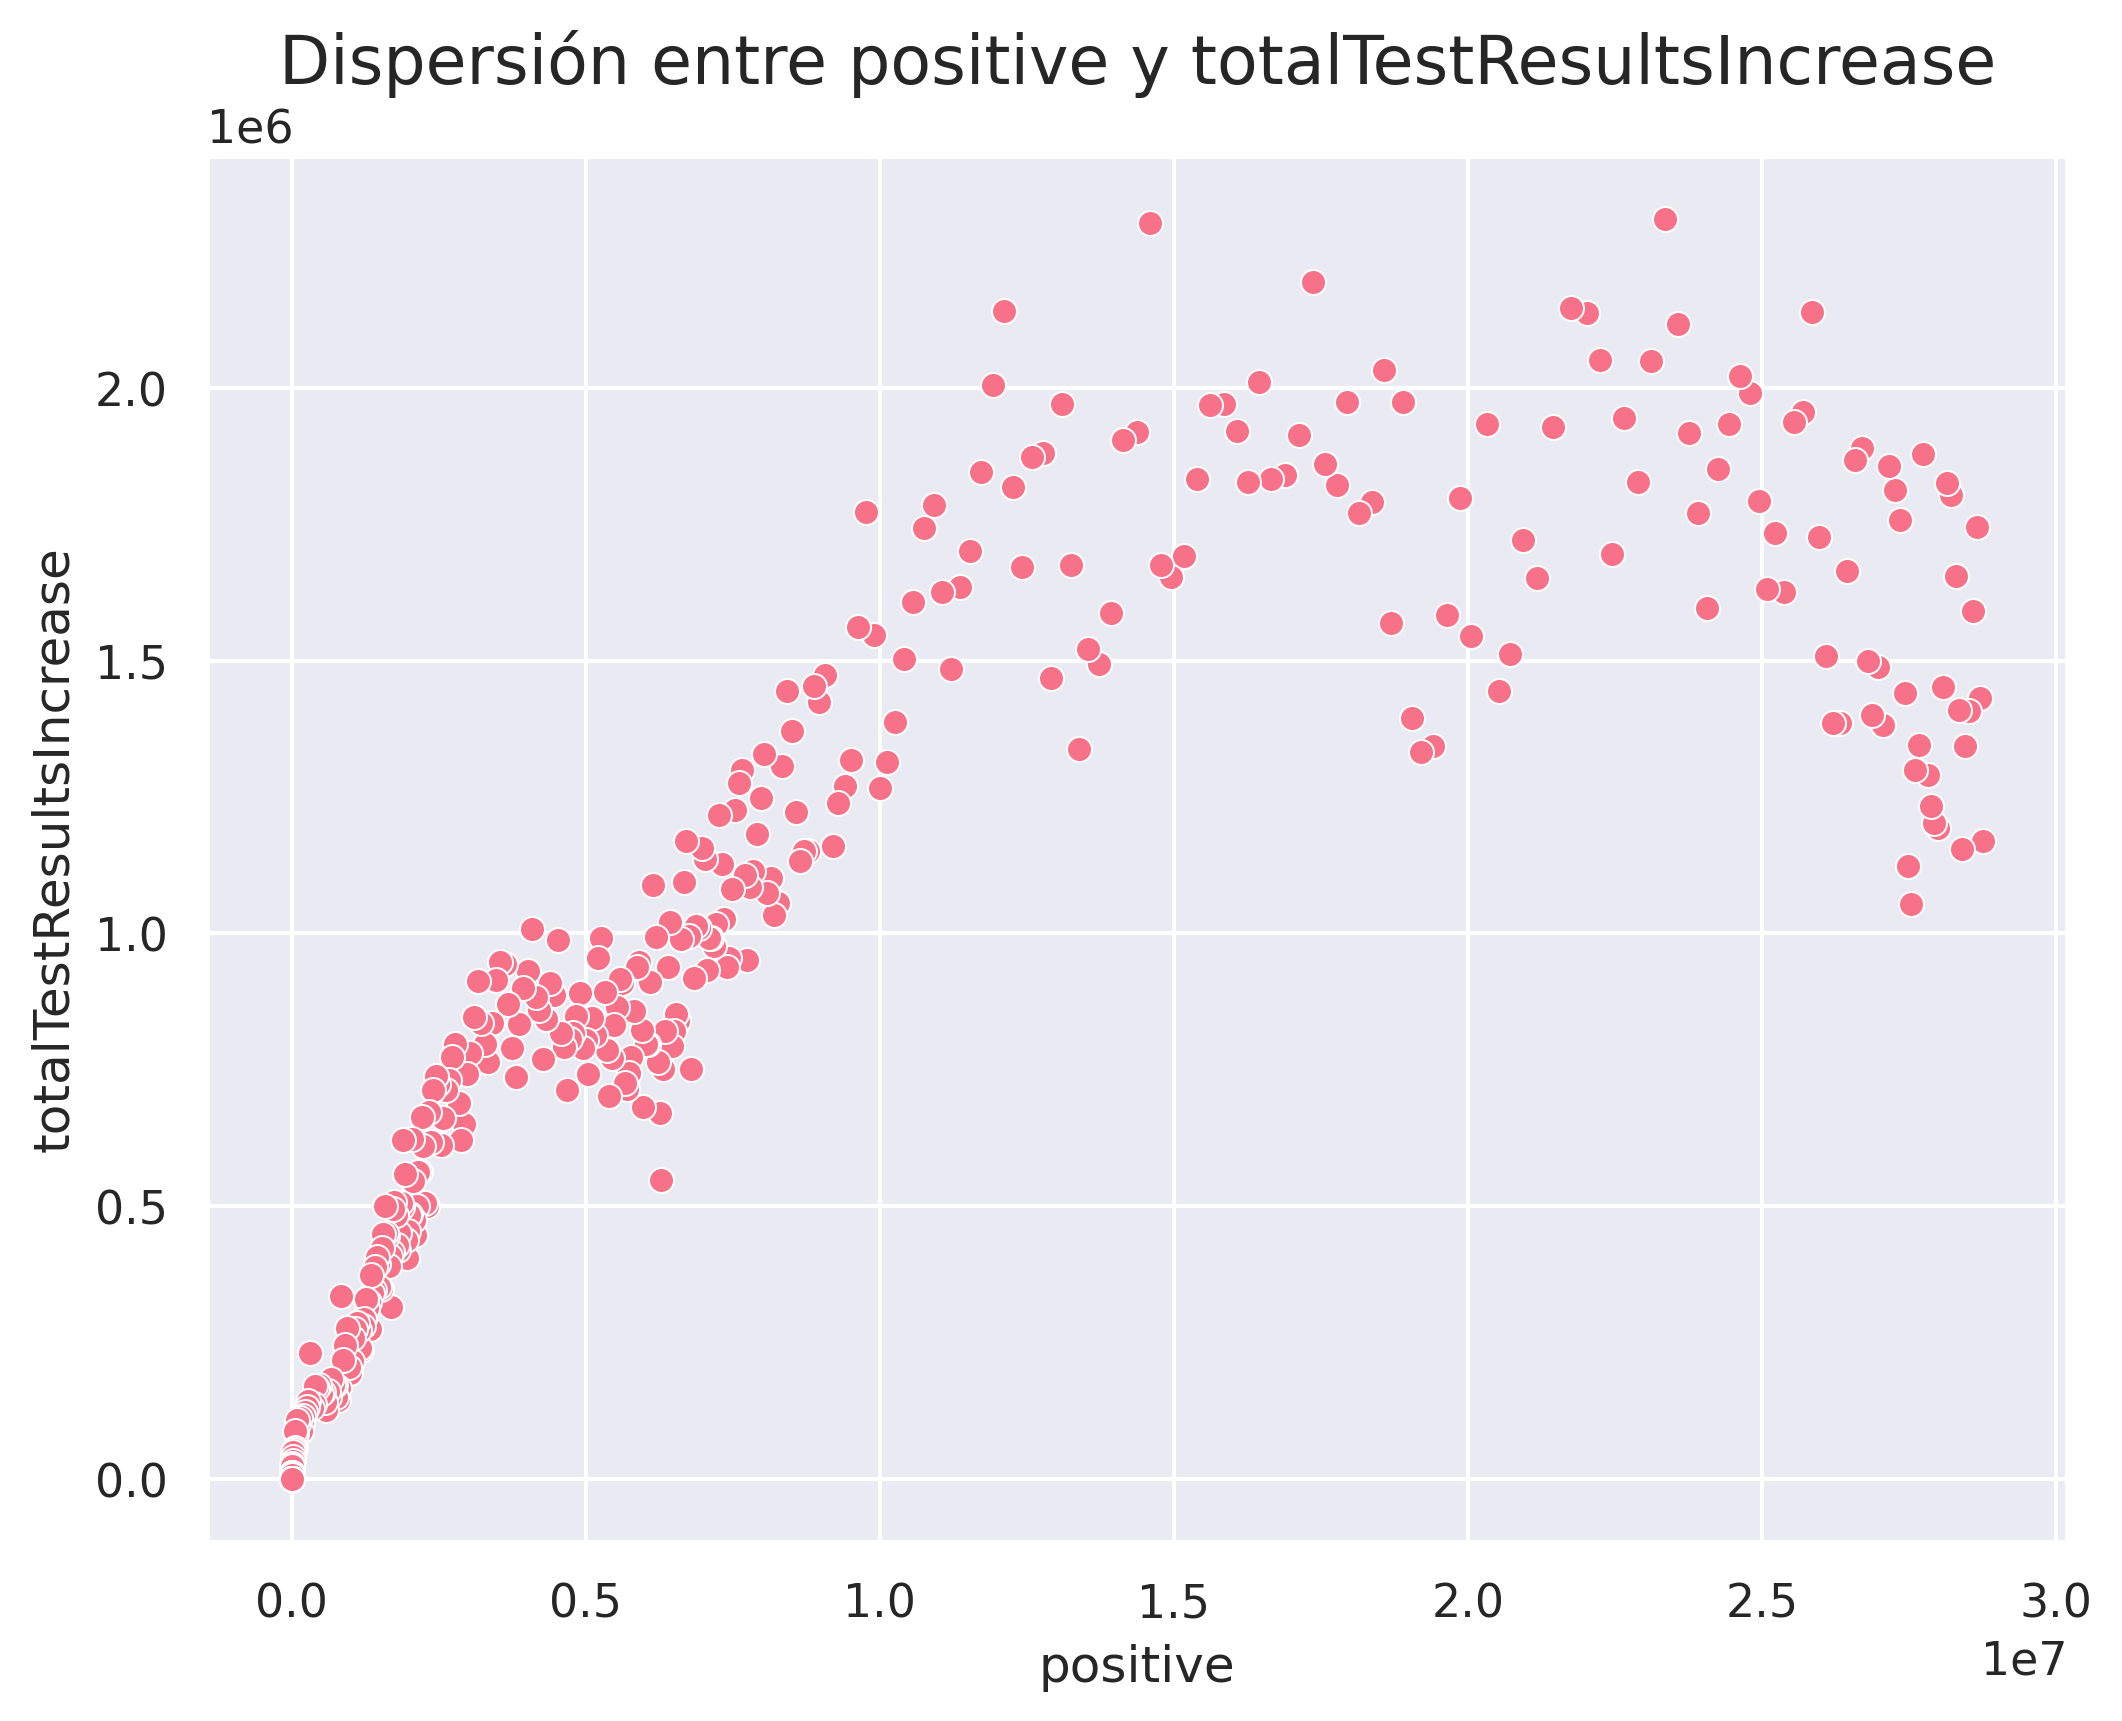 Dispersión entre positive y totalTestResultsIncrease
1e6
2.0
1.5
1.0
0.5
0.0
totalTestResultsIncrease
0.0 0.5 1.0 1.5 2.0 2.5 3.0
positive
1e7